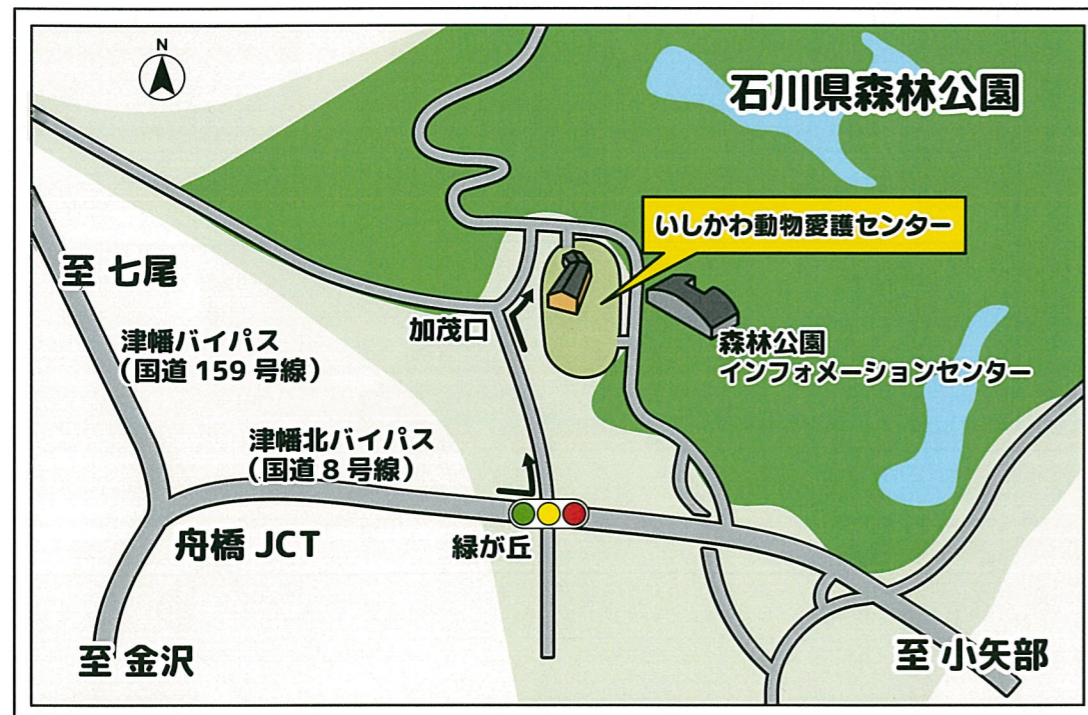 N
石川県森林公園
いしかわ動物愛護センター
至 七尾
加茂口
津幡バイパス
（国道 159 号線）
森林公園
インフォメーションセンター
津幡北バイパス
（国道 8 号線）
舟橋 JCT
緑が丘
至 金沢
至 小矢部